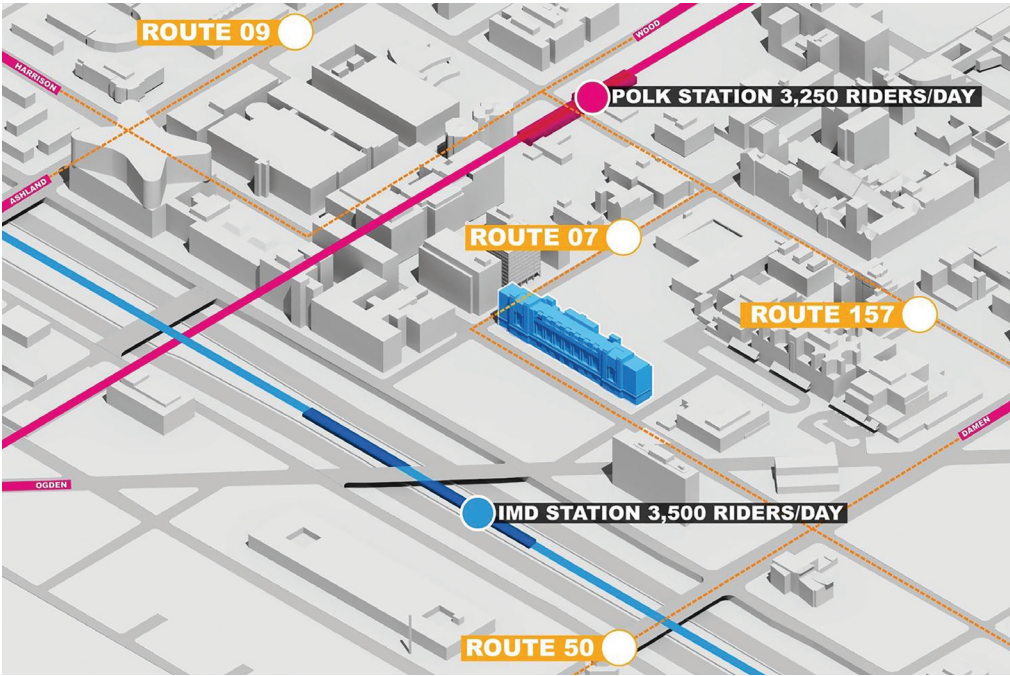 ROUTE 09
WOOD
HARRISON
POLK STATION 3,250 RIDERS/DAY
ASHLAND
ROUTE 07
ROUTE 157
DAMEN
OGDEN
IMD STATION 3,500 RIDERS/DAY
ROUTE 50